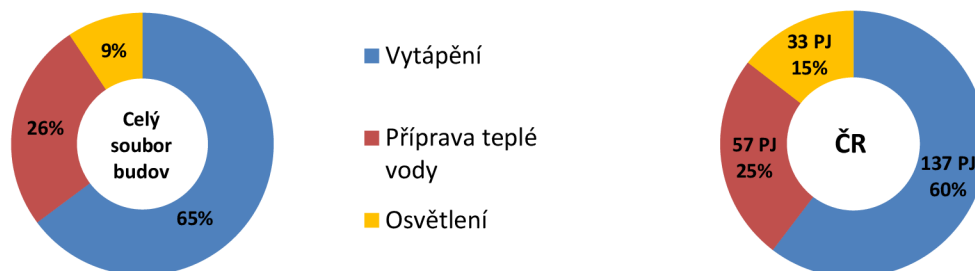 9%
26%
65%
Celý
soubor
budov
Vytápění
Příprava teplé
vody
Osvětlení
33 PJ
15%
57 PJ
25%
137 PJ
60%
ČR